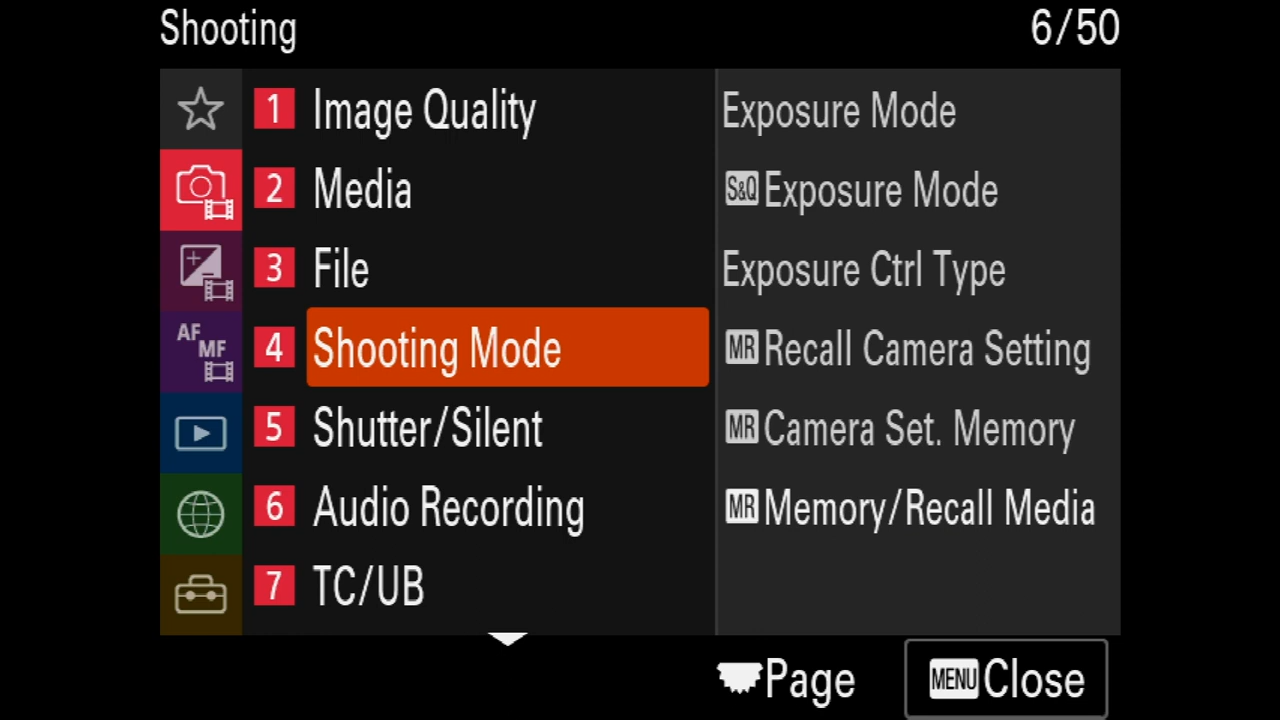 Shooting 6/50
1 Image Quality
2 Media
3 File
AF
MF
4 Shooting Mode
5 Shutter/Silent
6 Audio Recording
7 TC/UB
Exposure Mode
S&Q Exposure Mode
Exposure Ctrl Type
MR Recall Camera Setting
MR Camera Set. Memory
MR Memory/Recall Media
Page
MENU Close